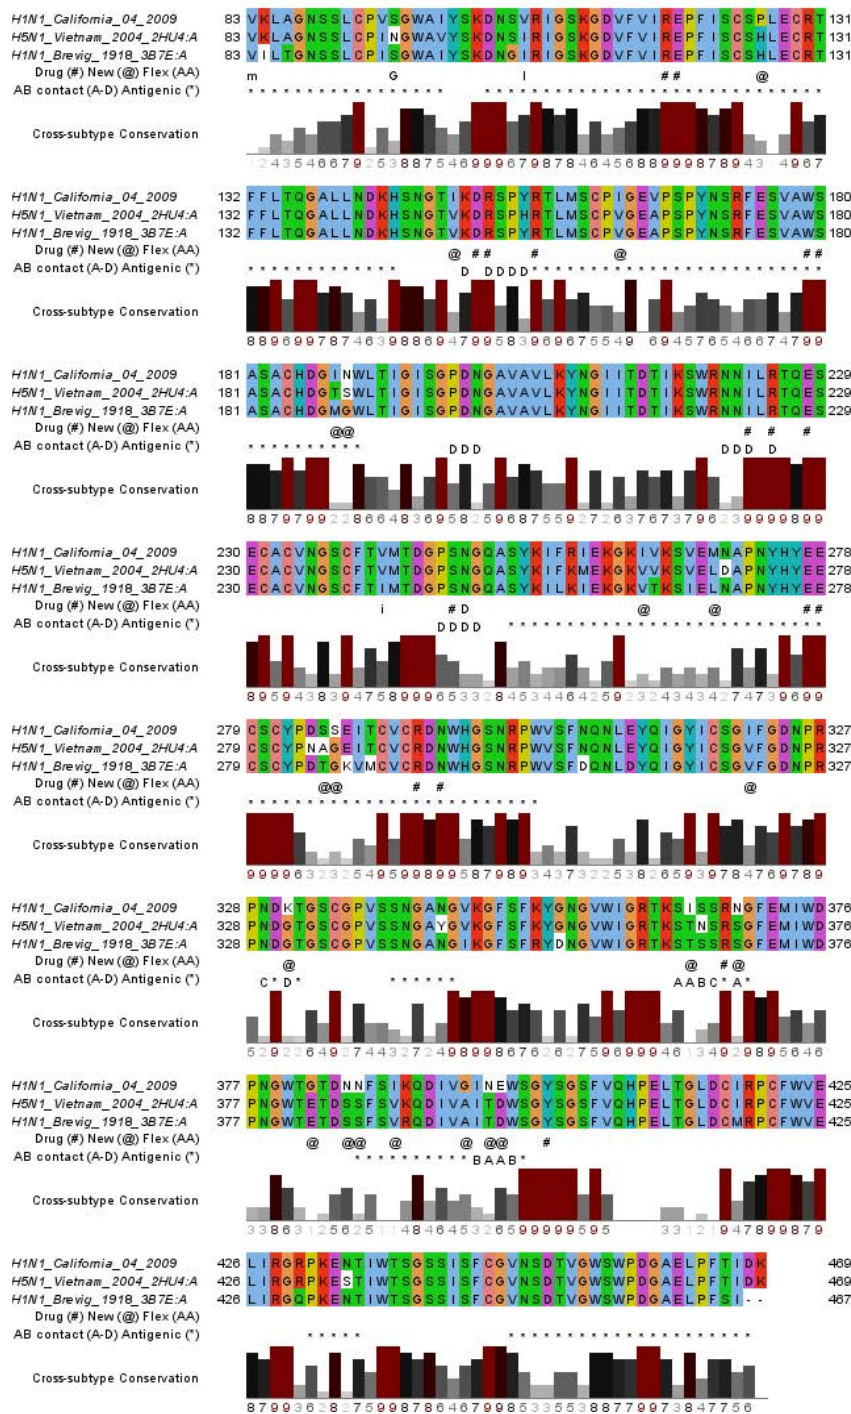 H1N1_California_04_2009 83 VKLAGNSSLCPVSGWAIYSKDNSVRIGSKGDVFVIREPFISCSPLECRT 131
H5N1_Vietnam_2004_2HU4:A 83 VKLAGNSSLCPINGWAVYSKDNSIRIGSKGDVFVIREPFISCSHLECRT 131
H1N1_Brevig_1918_3B7E:A 83 VILTGNSSLCPISGWAIYSKDNGIRIGSKGDVFVIREPFISCSHLECRT 131
Drug (#) New (@) Flex (AA) m G I ## @
AB contact (A-D) Antigenic (*)
Cross-subtype Conservation
H1N1_California_04_2009 132 FFLTQGALLNDKHSNGTIKDRSPYRTLMSCPIGEVPSPYNSRFESVAWS 180
H5N1_Vietnam_2004_2HU4:A 132 FFLTQGALLNDKHSNGTVKDRSPHRTLMSCPVGEAPSPYNSRFESVAWS 180
H1N1_Brevig_1918_3B7E:A 132 FFLTQGALLNDKHSNGTVKDRSPYRTLMSCPVGEAPSPYNSRFESVAWS 180
Drug (#) New (@) Flex (AA) @ # # # @ ##
AB contact (A-D) Antigenic (*) D DDDD
Cross-subtype Conservation
H1N1_California_04_2009 181 ASACHDGINWLTIGISGPDNGAVAVLKYNGIITDTIKSWRNNILRTQES 229
H5N1_Vietnam_2004_2HU4:A 181 ASACHDGTSWLTIGISGPDNGAVAVLKYNGIITDTIKSWRNNILRTQES 229
H1N1_Brevig_1918_3B7E:A 181 ASACHDGMGWLTIGISGPDNGAVAVLKYNGIITDTIKSWRNNILRTQES 229
Drug (#) New (@) Flex (AA) @@ # # #
AB contact (A-D) Antigenic (*) DDD DDD D
Cross-subtype Conservation
H1N1_California_04_2009 230 ECACVNGSCFTVMTDGPSNGQASYKIFRIEKGKIVKSVEMNAPNYHYEE 278
H5N1_Vietnam_2004_2HU4:A 230 ECACVNGSCFTVMTDGPSNGQASYKIFKMEKGKVVKSVELDAPNYHYEE 278
H1N1_Brevig_1918_3B7E:A 230 ECACVNGSCFTIMTDGPSNGQASYKILKIEKGKVTKSIELNAPNYHYEE 278
Drug (#) New (@) Flex (AA) i # D @ @ ##
AB contact (A-D) Antigenic (*) DDDD
Cross-subtype Conservation
H1N1_California_04_2009 279 CSCYPDSSEITCVCRDNWHGSNRPWVSFNQNLEYQIGYICSGIFGDNPR 327
H5N1_Vietnam_2004_2HU4:A 279 CSCYPNAGEITCVCRDNWHGSNRPWVSFNQNLEYQIGYICSGVFGDNPR 327
H1N1_Brevig_1918_3B7E:A 279 CSCYPDTGKVMCVCRDNWHGSNRPWVSFDQNLDYQIGYICSGVFGDNPR 327
Drug (#) New (@) Flex (AA) @@ # # @
AB contact (A-D) Antigenic (*)
Cross-subtype Conservation
H1N1_California_04_2009 328 PNDKTGSCGPVSSNGANGVKGFSFKYGNGVWIGRTKSISSRNGFEMIWD 376
H5N1_Vietnam_2004_2HU4:A 328 PNDGTGSCGPVSSNGAYGVKGFSFKYGNGVWIGRTKSTNSRSGFEMIWD 376
H1N1_Brevig_1918_3B7E:A 328 PNDGTGSCGPVSSNGANGIKGFSFRYDNGVWIGRTKSTSSRSGFEMIWD 376
Drug (#) New (@) Flex (AA) @ @ # @
AB contact (A-D) Antigenic (*) C*D* * * * * * * AABC*A*
Cross-subtype Conservation
H1N1_California_04_2009 377 PNGWTGTDNNFSIKQDIVGINEWSGYSGSFVQHPELTGLDCIRPCFWVE 425
H5N1_Vietnam_2004_2HU4:A 377 PNGWTETDSSFSVKQDIVAITDWSGYSGSFVQHPELTGLDCIRPCFWVE 425
H1N1_Brevig_1918_3B7E:A 377 PNGWTETDSSFSVRQDIVAITDWSGYSGSFVQHPELTGLDCMRPCFWVE 425
Drug (#) New (@) Flex (AA) @ @@ @ @ @@ #
AB contact (A-D) Antigenic (*) * * * * * * * * * * BAAB*
Cross-subtype Conservation
H1N1_California_04_2009 426 LIRGRPKENTIWTSGSSISFCGVNSDTVGWSWPDGAELPFTIDK 469
H5N1_Vietnam_2004_2HU4:A 426 LIRGRPKESTIWTSGSSISFCGVNSDTVGWSWPDGAELPFTIDK 469
H1N1_Brevig_1918_3B7E:A 426 LIRGQPKENTIWTSGSSISFCGVNSDTVGWSWPDGAELPFSI-- 467
Drug (#) New (@) Flex (AA)
AB contact (A-D) Antigenic (*)
Cross-subtype Conservation